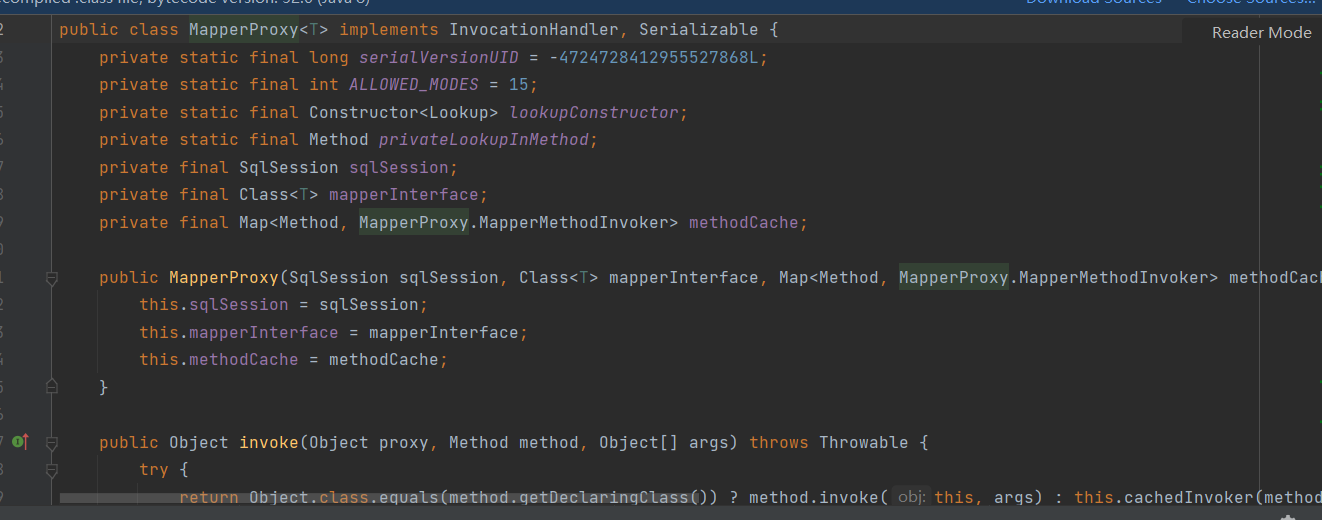 compiled .class file, bytecode version: 52.0 (Java 8) Download Sources Choose Sources...
2 public class MapperProxy<T> implements InvocationHandler, Serializable { Reader Mode
3 private static final long serialVersionUID = -4724728412955527868L;
4 private static final int ALLOWED_MODES = 15;
5 private static final Constructor<Lookup> lookupConstructor;
6 private static final Method privateLookupInMethod;
7 private final SqlSession sqlSession;
8 private final Class<T> mapperInterface;
9 private final Map<Method, MapperProxy.MapperMethodInvoker> methodCache;
0
1 public MapperProxy(SqlSession sqlSession, Class<T> mapperInterface, Map<Method, MapperProxy.MapperMethodInvoker> methodCach
2 this.sqlSession = sqlSession;
3 this.mapperInterface = mapperInterface;
4 this.methodCache = methodCache;
5 }
6
7 public Object invoke(Object proxy, Method method, Object[] args) throws Throwable {
8 try {
9 return Object.class.equals(method.getDeclaringClass()) ? method.invoke( obj: this, args) : this.cachedInvoker(method